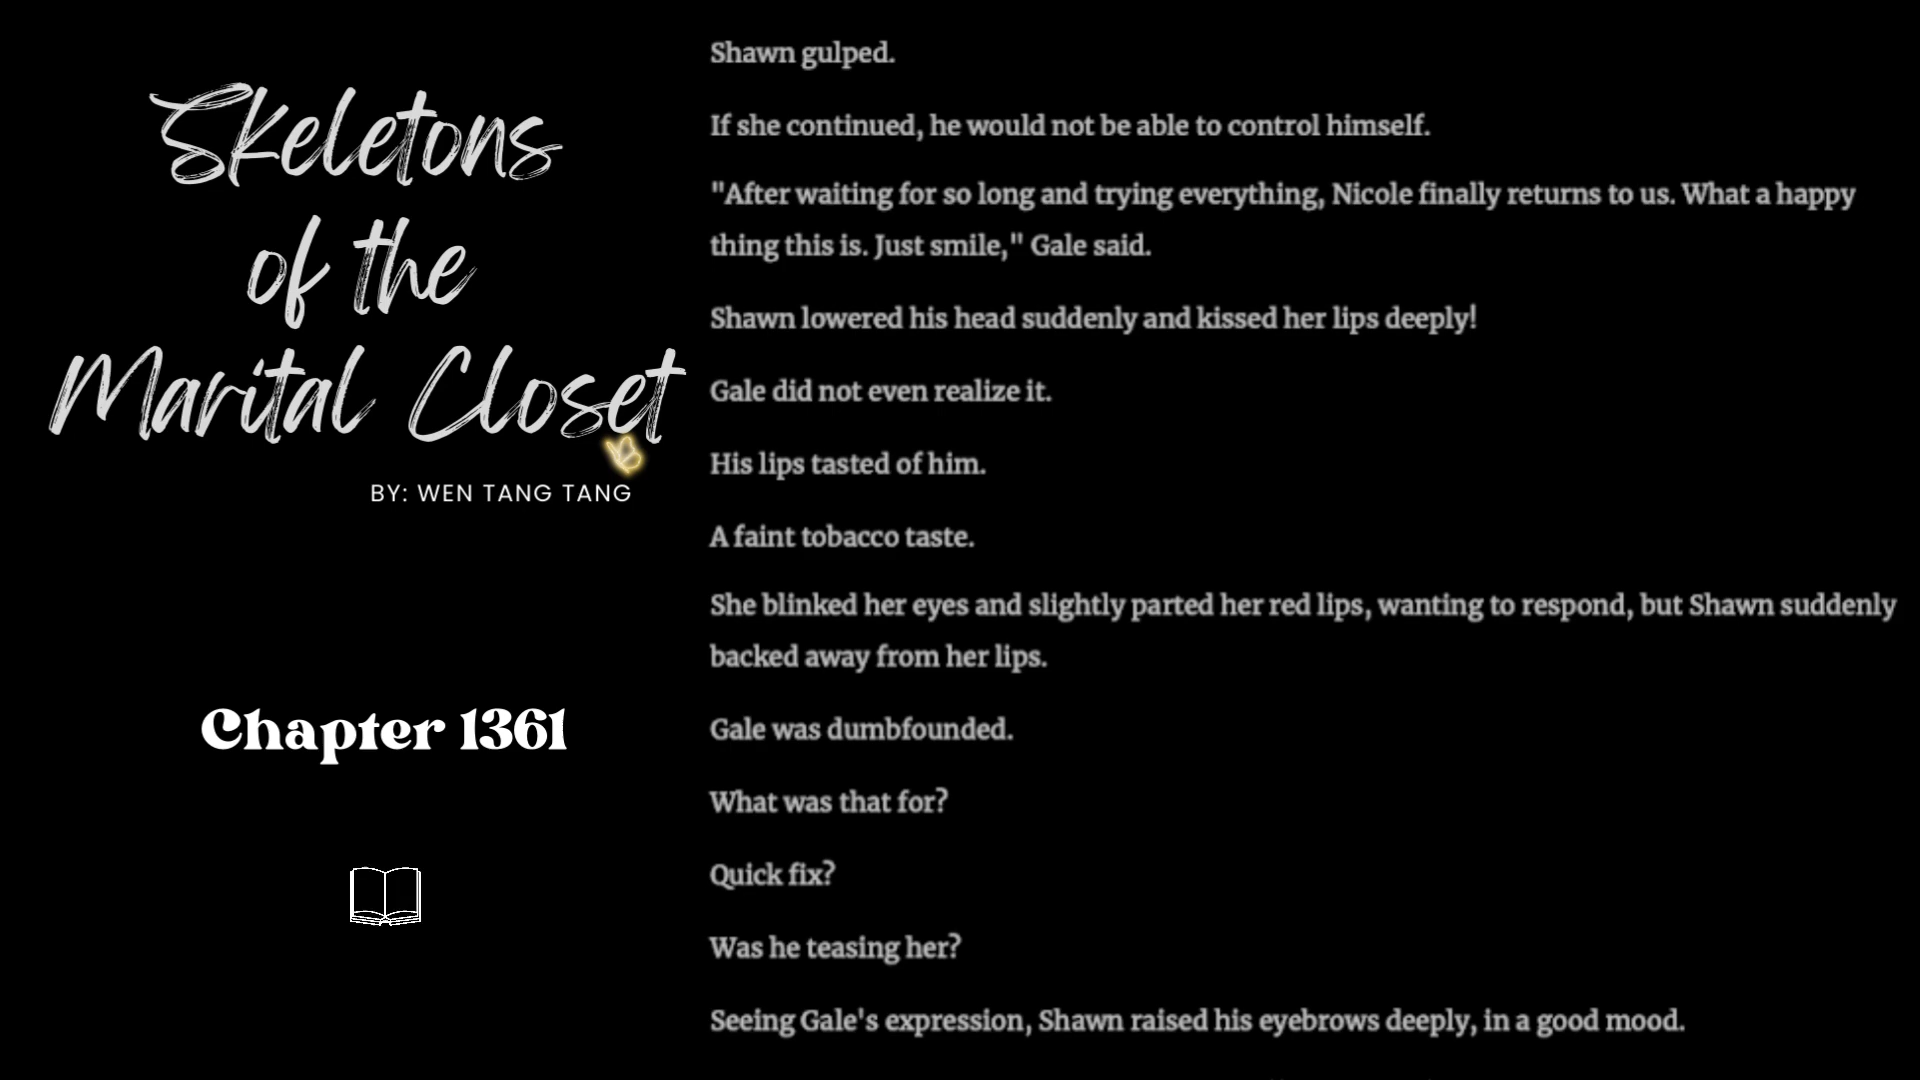 Skeletons
of the
Marital Closet
BY: WEN TANG TANG
Chapter 1361
Shawn gulped.
If she continued, he would not be able to control himself.
"After waiting for so long and trying everything, Nicole finally returns to us. What a happy
thing this is. Just smile," Gale said.
Shawn lowered his head suddenly and kissed her lips deeply!
Gale did not even realize it.
His lips tasted of him.
A faint tobacco taste.
She blinked her eyes and slightly parted her red lips, wanting to respond, but Shawn suddenly
backed away from her lips.
Gale was dumbfounded.
What was that for?
Quick fix?
Was he teasing her?
Seeing Gale's expression, Shawn raised his eyebrows deeply, in a good mood.